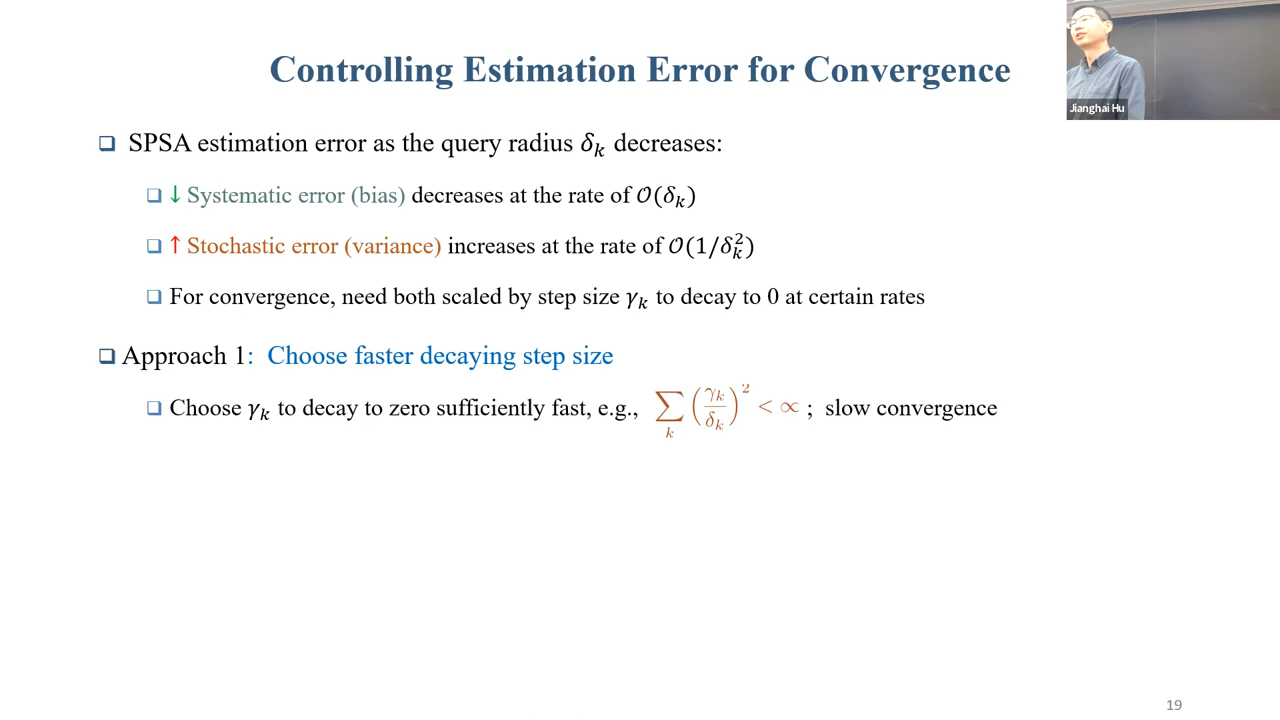 Controlling Estimation Error for Convergence
Jianghai Hu
❑ SPSA estimation error as the query radius δₖ decreases:
❑ ↓ Systematic error (bias) decreases at the rate of 𝒪(δₖ)
❑ ↑ Stochastic error (variance) increases at the rate of 𝒪(1/δₖ²)
❑ For convergence, need both scaled by step size γₖ to decay to 0 at certain rates
❑ Approach 1: Choose faster decaying step size
❑ Choose γₖ to decay to zero sufficiently fast, e.g., ∑ₖ (γₖ/δₖ)² < ∝ ; slow convergence
19